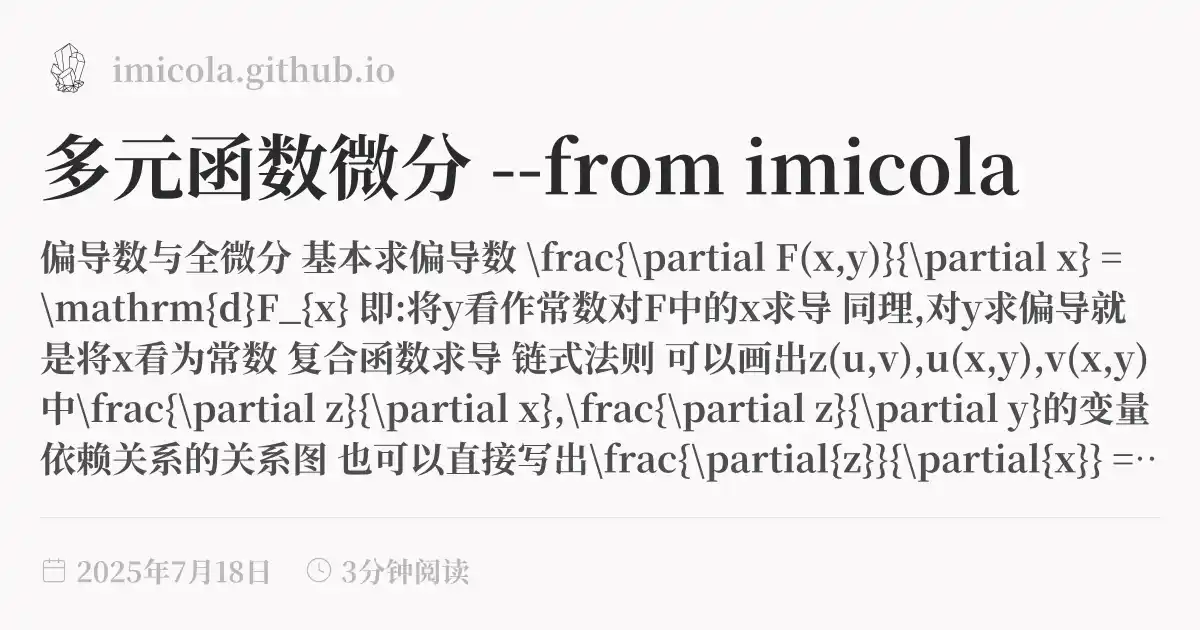 imicola.github.io
多元函数微分 --from imicola
偏导数与全微分 基本求偏导数 \frac{\partial F(x,y)}{\partial x} =
\mathrm{d}F_{x} 即:将y看作常数对F中的x求导 同理,对y求偏导就
是将x看为常数 复合函数求导 链式法则 可以画出z(u,v),u(x,y),v(x,y)
中\frac{\partial z}{\partial x},\frac{\partial z}{\partial y}的变量
依赖关系的关系图 也可以直接写出\frac{\partial{z}}{\partial{x}} =…
2025年7月18日 3分钟阅读